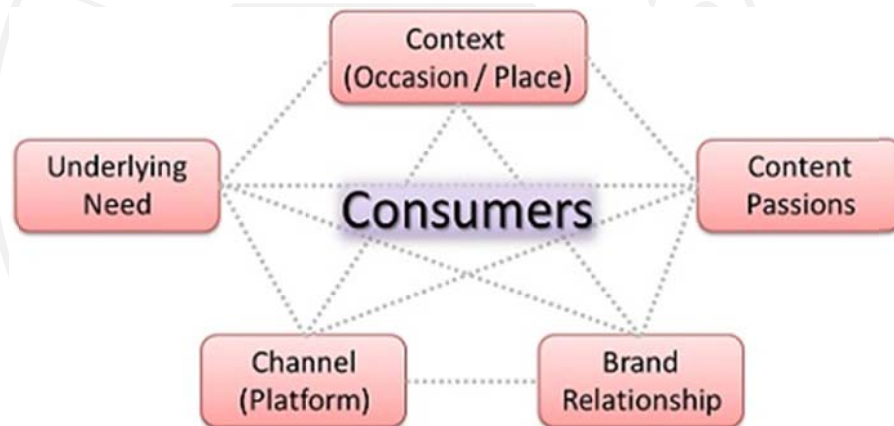 Context
(Occasion / Place)
Underlying
Need
Content
Passions
Consumers
Channel
(Platform)
Brand
Relationship